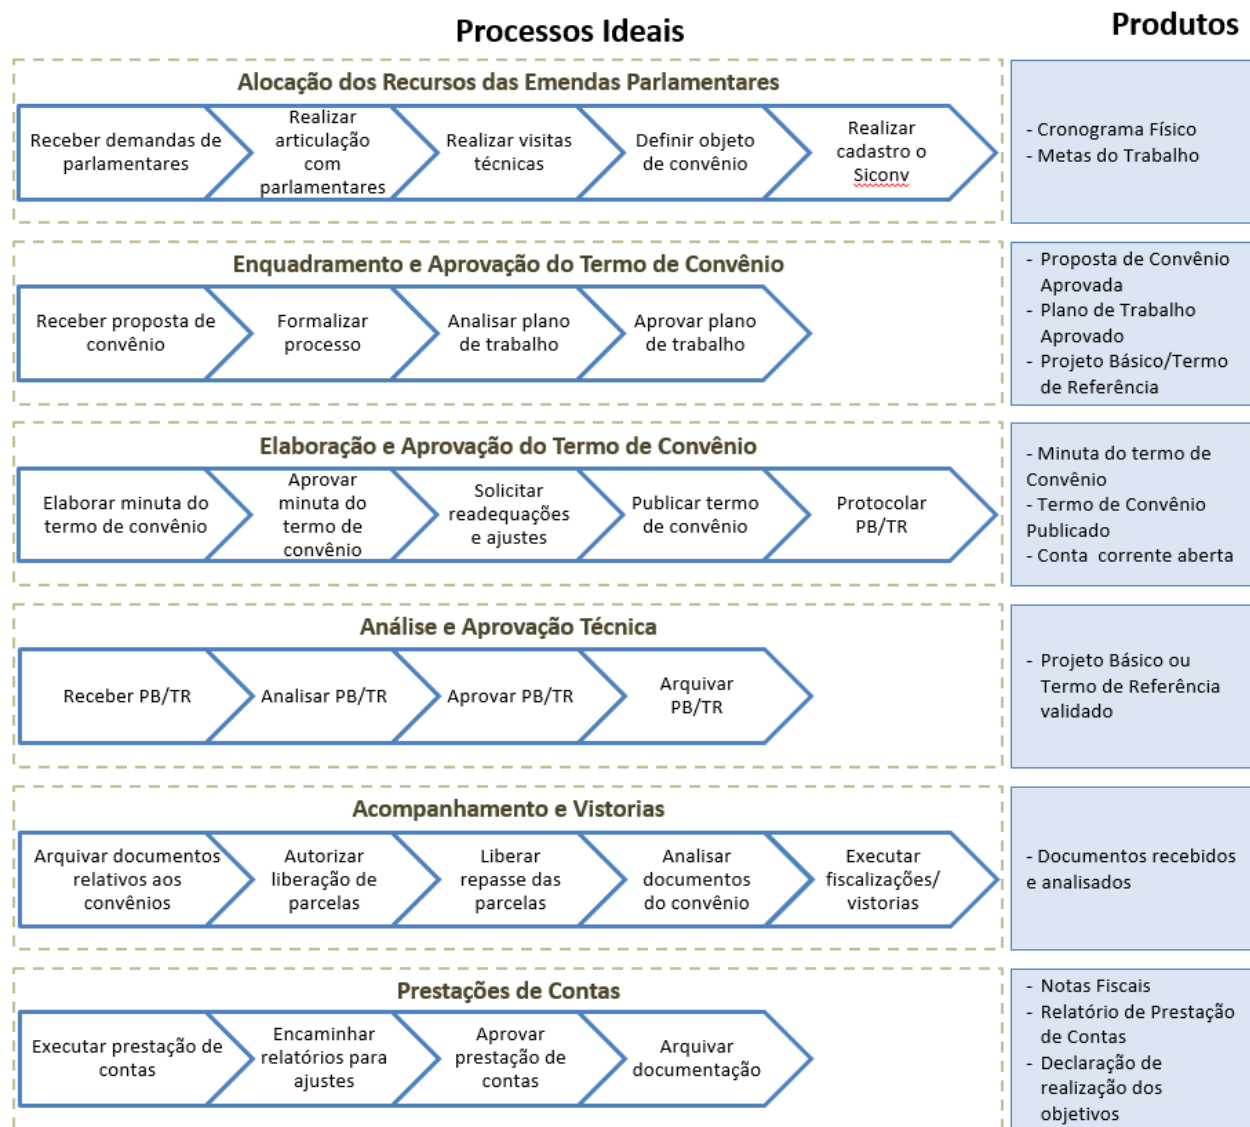 Processos Ideais
Produtos
Alocação dos Recursos das Emendas Parlamentares
Receber demandas de
parlamentares
Realizar
articulação
com
parlamentares
Realizar visitas
técnicas
Definir objeto
de convênio
Realizar
cadastro o
Siconv
- Cronograma Físico
- Metas do Trabalho
Enquadramento e Aprovação do Termo de Convênio
Receber proposta de
convênio
Formalizar
processo
Analisar plano
de trabalho
Aprovar plano
de trabalho
- Proposta de Convênio
Aprovada
- Plano de Trabalho
Aprovado
- Projeto Básico/Termo
de Referência
Elaboração e Aprovação do Termo de Convênio
Elaborar minuta do
termo de convênio
Aprovar
minuta do
termo de
convênio
Solicitar
readequações
e ajustes
Publicar termo
de convênio
Protocolar
PB/TR
- Minuta do termo de
Convênio
- Termo de Convênio
Publicado
- Conta  corrente aberta
Análise e Aprovação Técnica
Receber PB/TR
Analisar PB/TR
Aprovar PB/TR
Arquivar
PB/TR
- Projeto Básico ou
Termo de Referência
validado
Acompanhamento e Vistorias
Arquivar documentos
relativos aos
convênios
Autorizar
liberação de
parcelas
Liberar
repasse das
parcelas
Analisar
documentos
do convênio
Executar
fiscalizações/
vistorias
- Documentos recebidos
e analisados
Prestações de Contas
Executar prestação de
contas
Encaminhar
relatórios para
ajustes
Aprovar
prestação de
contas
Arquivar
documentação
- Notas Fiscais
- Relatório de Prestação
de Contas
- Declaração de
realização dos
objetivos